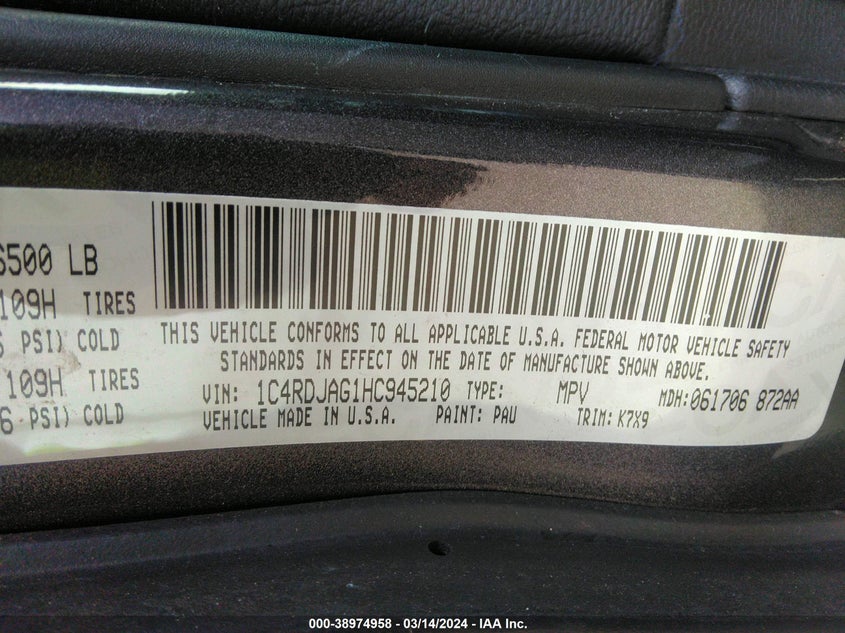 6500 LB
109H TIRES
PSI) COLD
109H TIRES
6 PSI) COLD
THIS VEHICLE CONFORMS TO ALL APPLICABLE U.S.A. FEDERAL MOTOR VEHICLE SAFETY
STANDARDS IN EFFECT ON THE DATE OF MANUFACTURE SHOWN ABOVE.
VIN: 1C4RDJAG1HC945210 TYPE: MPV MDH: 061706 872AA
VEHICLE MADE IN U.S.A. PAINT: PAU TRIM: K7X9
000-38974958 - 03/14/2024 - IAA Inc.